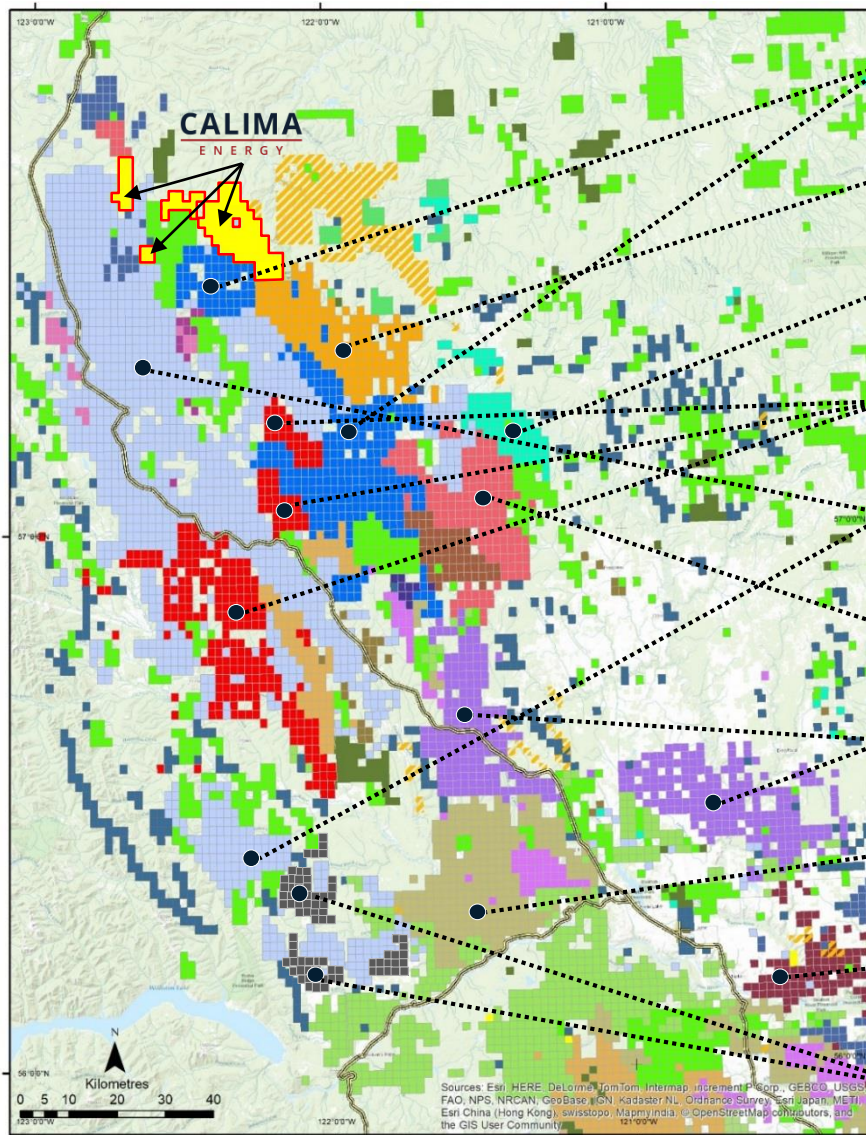 123°0'0"W
122°0'0"W
121°0'0"W
CALIMA
ENERGY
57°0'0"N
57°0'0"N
N
Kilometres
0 5 10 20 30 40
56°0'0"N
56°0'0"N
Sources: Esri, HERE, DeLorme, TomTom, Intermap, increment P Corp., GEBCO, USGS,
FAO, NPS, NRCAN, GeoBase, IGN, Kadaster NL, Ordnance Survey, Esri Japan, METI,
Esri China (Hong Kong), swisstopo, MapmyIndia, © OpenStreetMap contributors, and
the GIS User Community
123°0'0"W
122°0'0"W
121°0'0"W